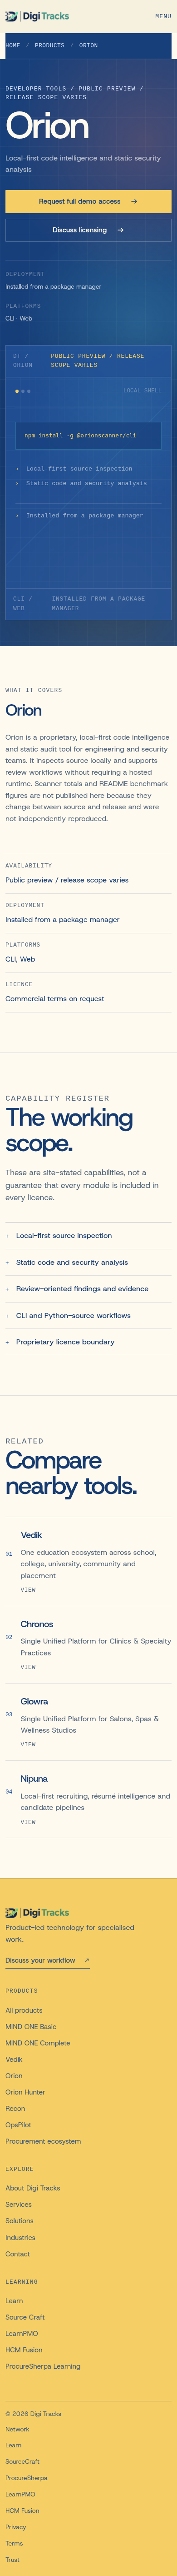 Digi Tracks
MENU
HOME / PRODUCTS / ORION
DEVELOPER TOOLS / PUBLIC PREVIEW /
RELEASE SCOPE VARIES
Orion
Local-first code intelligence and static security
analysis
Request full demo access →
Discuss licensing →
DEPLOYMENT
Installed from a package manager
PLATFORMS
CLI · Web
DT / ORION
PUBLIC PREVIEW / RELEASE SCOPE VARIES
LOCAL SHELL
npm install -g @orionscanner/cli
› Local-first source inspection
› Static code and security analysis
› Installed from a package manager
CLI / WEB
INSTALLED FROM A PACKAGE MANAGER
WHAT IT COVERS
Orion
Orion is a proprietary, local-first code intelligence
and static audit tool for engineering and security
teams. It inspects source locally and supports
review workflows without requiring a hosted
runtime. Scanner totals and README benchmark
figures are not published here because they
change between source and release and were
not independently reproduced.
AVAILABILITY
Public preview / release scope varies
DEPLOYMENT
Installed from a package manager
PLATFORMS
CLI, Web
LICENCE
Commercial terms on request
CAPABILITY REGISTER
The working
scope.
These are site-stated capabilities, not a
guarantee that every module is included in
every licence.
+ Local-first source inspection
+ Static code and security analysis
+ Review-oriented findings and evidence
+ CLI and Python-source workflows
+ Proprietary licence boundary
RELATED
Compare
nearby tools.
01
Vedik
One education ecosystem across school,
college, university, community and
placement
VIEW
02
Chronos
Single Unified Platform for Clinics & Specialty
Practices
VIEW
03
Glowra
Single Unified Platform for Salons, Spas &
Wellness Studios
VIEW
04
Nipuna
Local-first recruiting, résumé intelligence and
candidate pipelines
VIEW
Digi Tracks
Product-led technology for specialised
work.
Discuss your workflow ↗
PRODUCTS
All products
MIND ONE Basic
MIND ONE Complete
Vedik
Orion
Orion Hunter
Recon
OpsPilot
Procurement ecosystem
EXPLORE
About Digi Tracks
Services
Solutions
Industries
Contact
LEARNING
Learn
Source Craft
LearnPMO
HCM Fusion
ProcureSherpa Learning
© 2026 Digi Tracks
Network
Learn
SourceCraft
ProcureSherpa
LearnPMO
HCM Fusion
Privacy
Terms
Trust